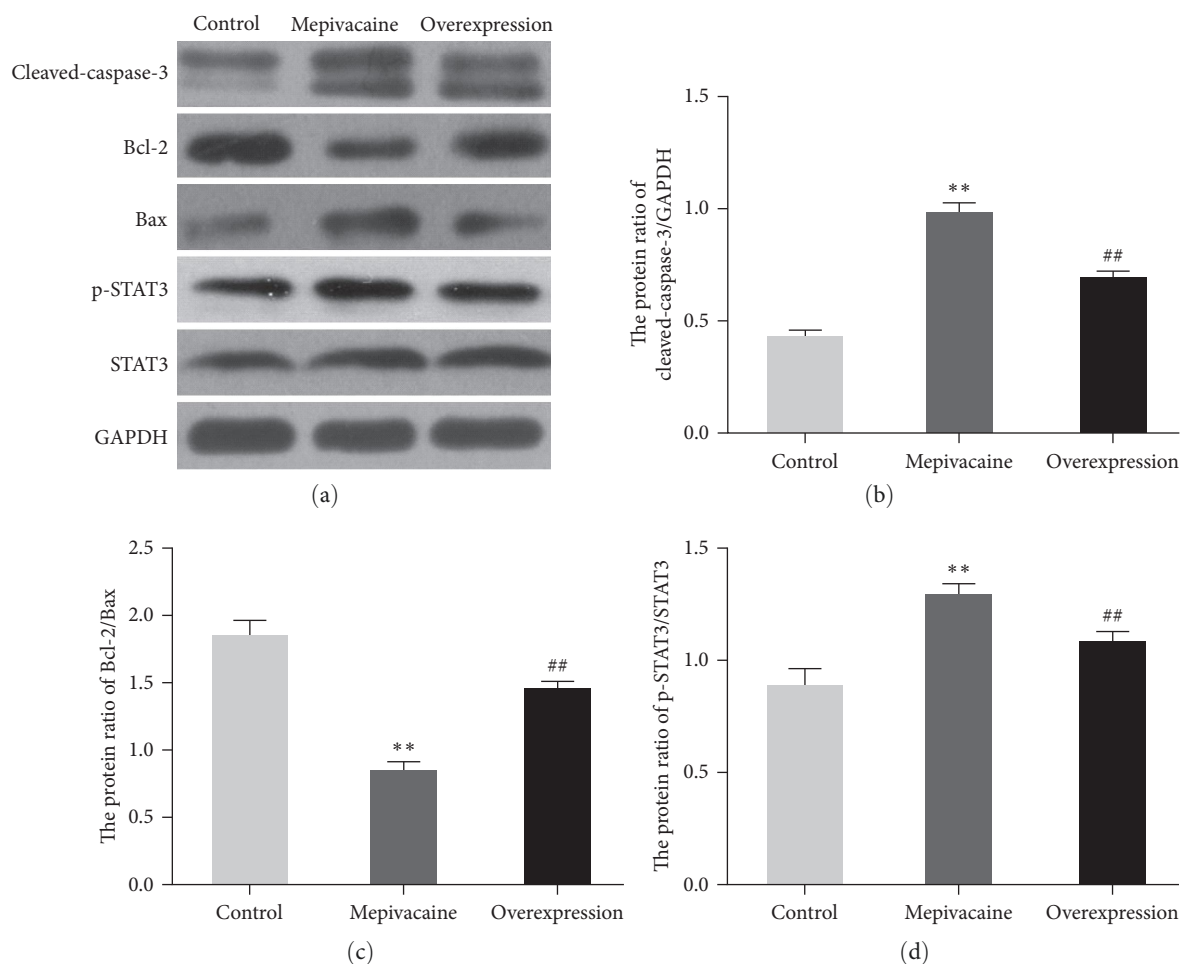 Control Mepivacaine Overexpression
Cleaved-caspase-3
Bcl-2
Bax
p-STAT3
STAT3
GAPDH
(a)
The protein ratio of
cleaved-caspase-3/GAPDH
1.5
1.0
0.5
0.0
**
##
Control Mepivacaine Overexpression
(b)
The protein ratio of Bcl-2/Bax
2.5
2.0
1.5
1.0
0.5
0.0
**
##
Control Mepivacaine Overexpression
(c)
The protein ratio of p-STAT3/STAT3
1.5
1.0
0.5
0.0
**
##
Control Mepivacaine Overexpression
(d)